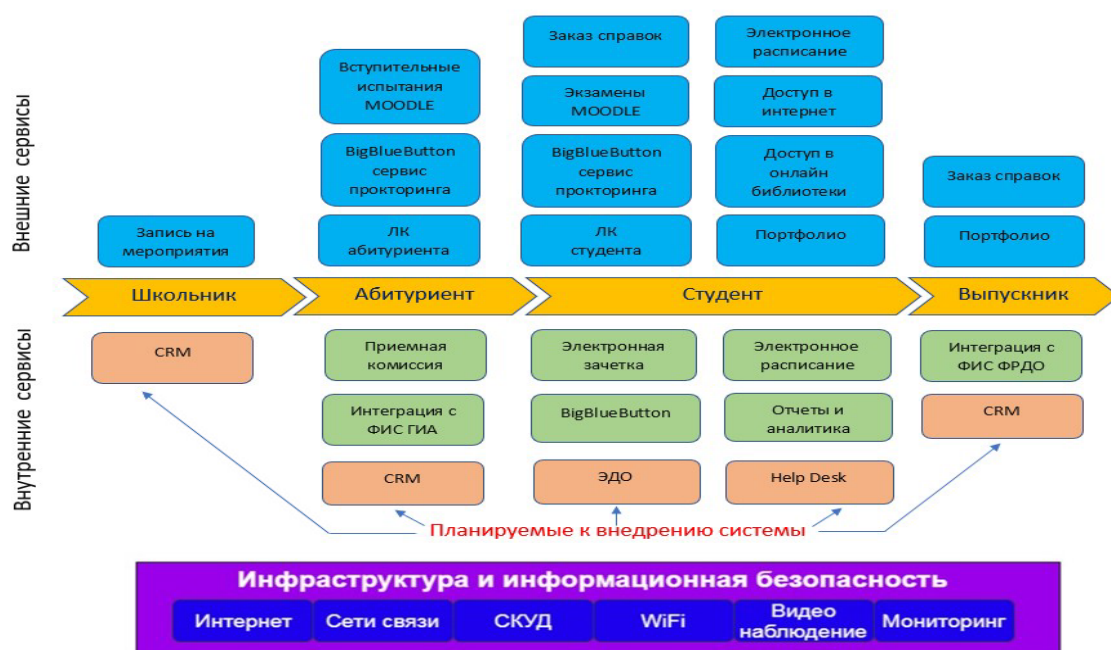 Внешние сервисы
Заказ справок
Электронное
расписание
Вступительные
испытания
MOODLE
Экзамены
MOODLE
Доступ в
интернет
BigBlueButton
сервис
прокторинга
BigBlueButton
сервис
прокторинга
Доступ в
онлайн
библиотеки
Заказ справок
Запись на
мероприятия
ЛК
абитуриента
ЛК
студента
Портфолио
Портфолио
Школьник
Абитуриент
Студент
Выпускник
Внутренние сервисы
CRM
Приемная
комиссия
Электронная
зачетка
Электронное
расписание
Интеграция с
ФИС ФРДО
Интеграция с
ФИС ГИА
BigBlueButton
Отчеты и
аналитика
CRM
CRM
ЭДО
Help Desk
Планируемые к внедрению системы
Инфраструктура и информационная безопасность
Интернет
Сети связи
СКУД
WiFi
Видео
наблюдение
Мониторинг